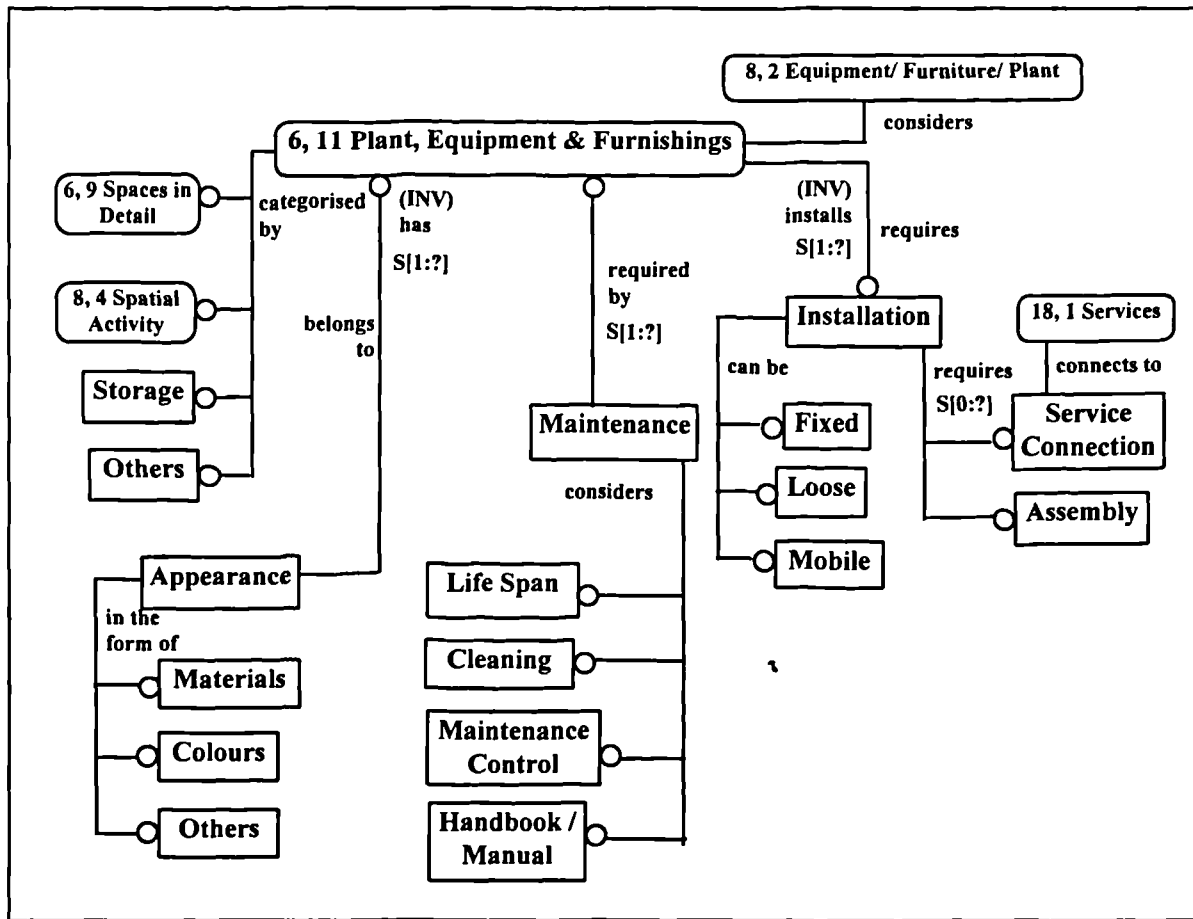 8, 2 Equipment/ Furniture/ Plant
considers
6, 11 Plant, Equipment & Furnishings
6, 9 Spaces in
Detail
categorised
by
(INV)
has
S[1:?]
(INV)
installs
S[1:?]
requires
8, 4 Spatial
Activity
belongs
to
required
by
S[1:?]
Installation
18, 1 Services
Storage
can be
requires
S[0:?]
connects to
Others
Maintenance
Fixed
Service
Connection
considers
Loose
Assembly
Appearance
Mobile
in the
form of
Life Span
Materials
Cleaning
Colours
Maintenance
Control
Others
Handbook /
Manual